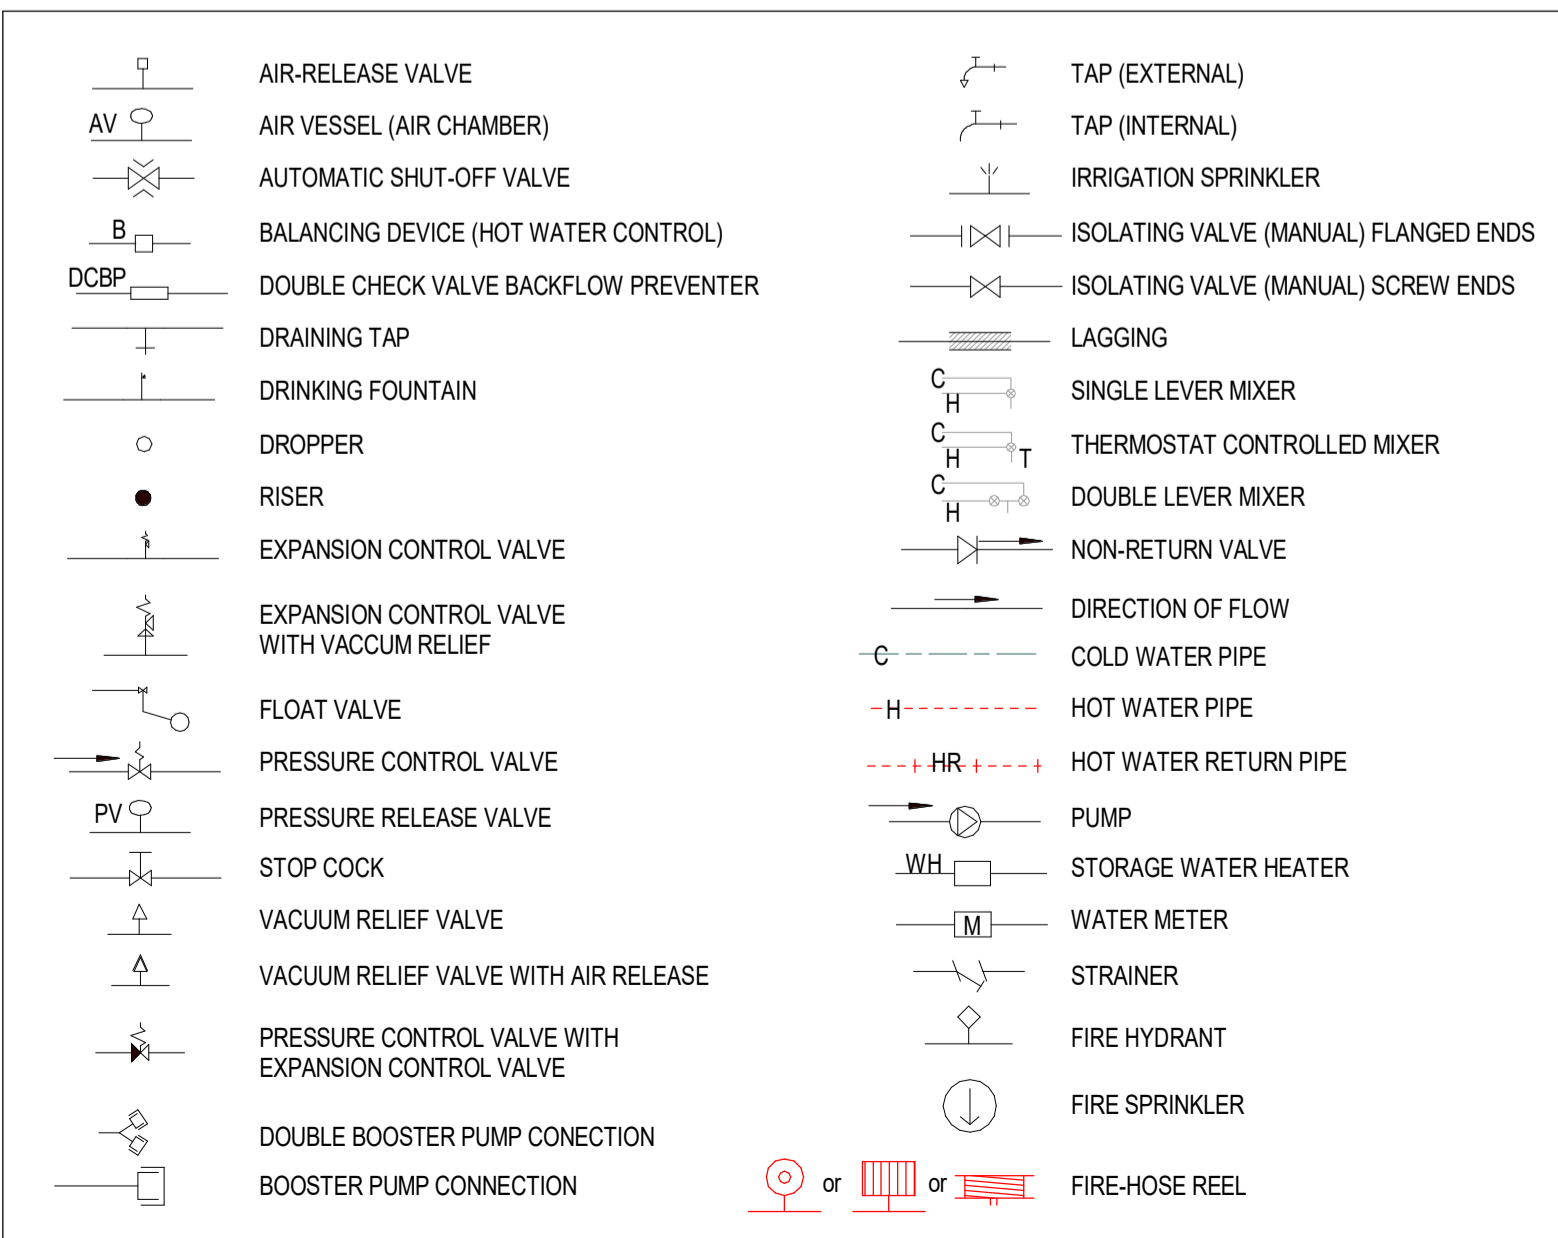 AIR-RELEASE VALVE
AV AIR VESSEL (AIR CHAMBER)
AUTOMATIC SHUT-OFF VALVE
B BALANCING DEVICE (HOT WATER CONTROL)
DCBP DOUBLE CHECK VALVE BACKFLOW PREVENTER
DRAINING TAP
DRINKING FOUNTAIN
DROPPER
RISER
EXPANSION CONTROL VALVE
EXPANSION CONTROL VALVE
WITH VACCUM RELIEF
FLOAT VALVE
PRESSURE CONTROL VALVE
PV PRESSURE RELEASE VALVE
STOP COCK
VACUUM RELIEF VALVE
VACUUM RELIEF VALVE WITH AIR RELEASE
PRESSURE CONTROL VALVE WITH
EXPANSION CONTROL VALVE
DOUBLE BOOSTER PUMP CONECTION
BOOSTER PUMP CONNECTION
TAP (EXTERNAL)
TAP (INTERNAL)
IRRIGATION SPRINKLER
ISOLATING VALVE (MANUAL) FLANGED ENDS
ISOLATING VALVE (MANUAL) SCREW ENDS
LAGGING
C
H
SINGLE LEVER MIXER
C
H T
THERMOSTAT CONTROLLED MIXER
C
H
DOUBLE LEVER MIXER
NON-RETURN VALVE
DIRECTION OF FLOW
C COLD WATER PIPE
H HOT WATER PIPE
HR HOT WATER RETURN PIPE
PUMP
WH STORAGE WATER HEATER
M WATER METER
STRAINER
FIRE HYDRANT
FIRE SPRINKLER
or or FIRE-HOSE REEL